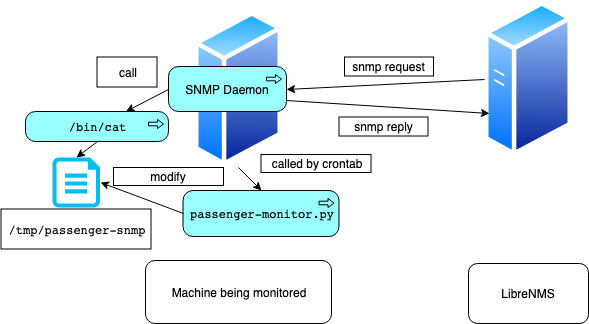 call
SNMP Daemon
snmp request
snmp reply
/bin/cat
called by crontab
modify
/tmp/passenger-snmp
passenger-monitor.py
Machine being monitored
LibreNMS